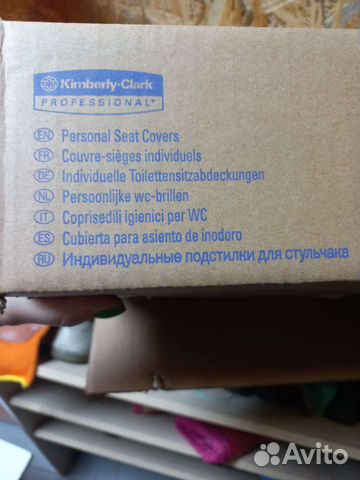 Kimberly-Clark
PROFESSIONAL*
EN Personal Seat Covers
FR Couvre-sièges individuels
DE Individuelle Toilettensitzabdeckungen
NL Persoonlijke wc-brillen
IT Coprisedili igienici per WC
ES Cubierta para asiento de inodoro
RU Индивидуальные подстилки для стульчака
Avito